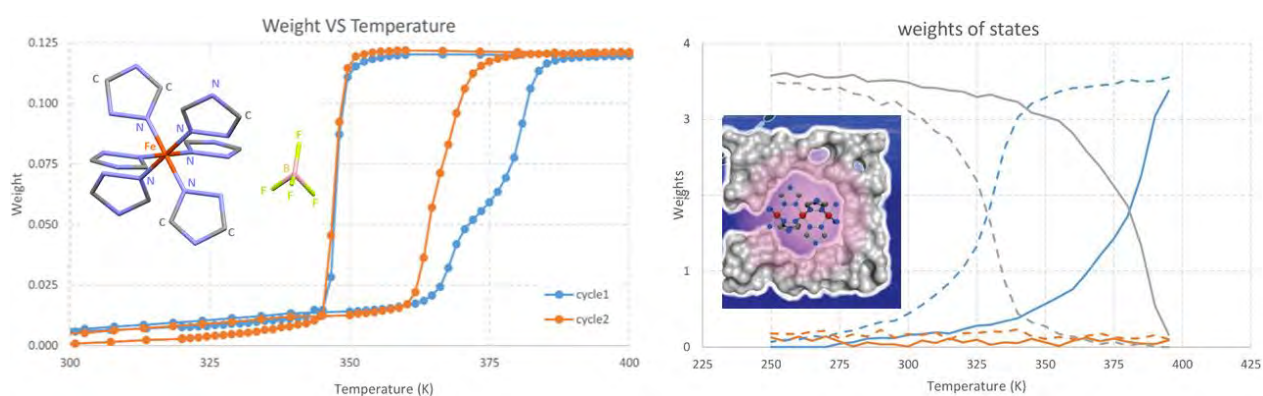 Weight VS Temperature
0.125
0.100
0.075
0.050
0.025
0.000
Weight
C
C
N
N
N
N
C
Fe
N
N
N
C
C
F
B
F
F
F
cycle1
cycle2
300
325
350
375
400
Temperature (K)
weights of states
4
3
2
1
0
Weights
225
250
275
300
325
350
375
400
425
Temperature (K)